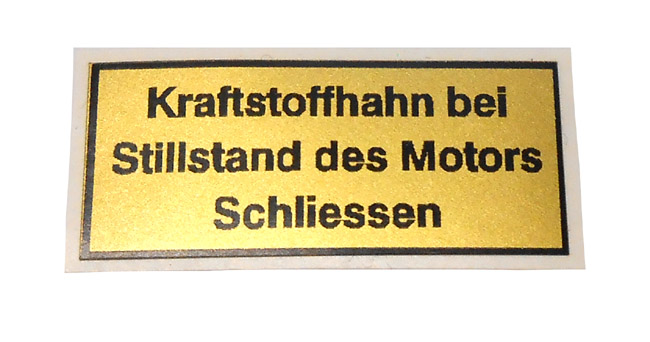 Kraftstoffhahn bei
Stillstand des Motors
Schliessen